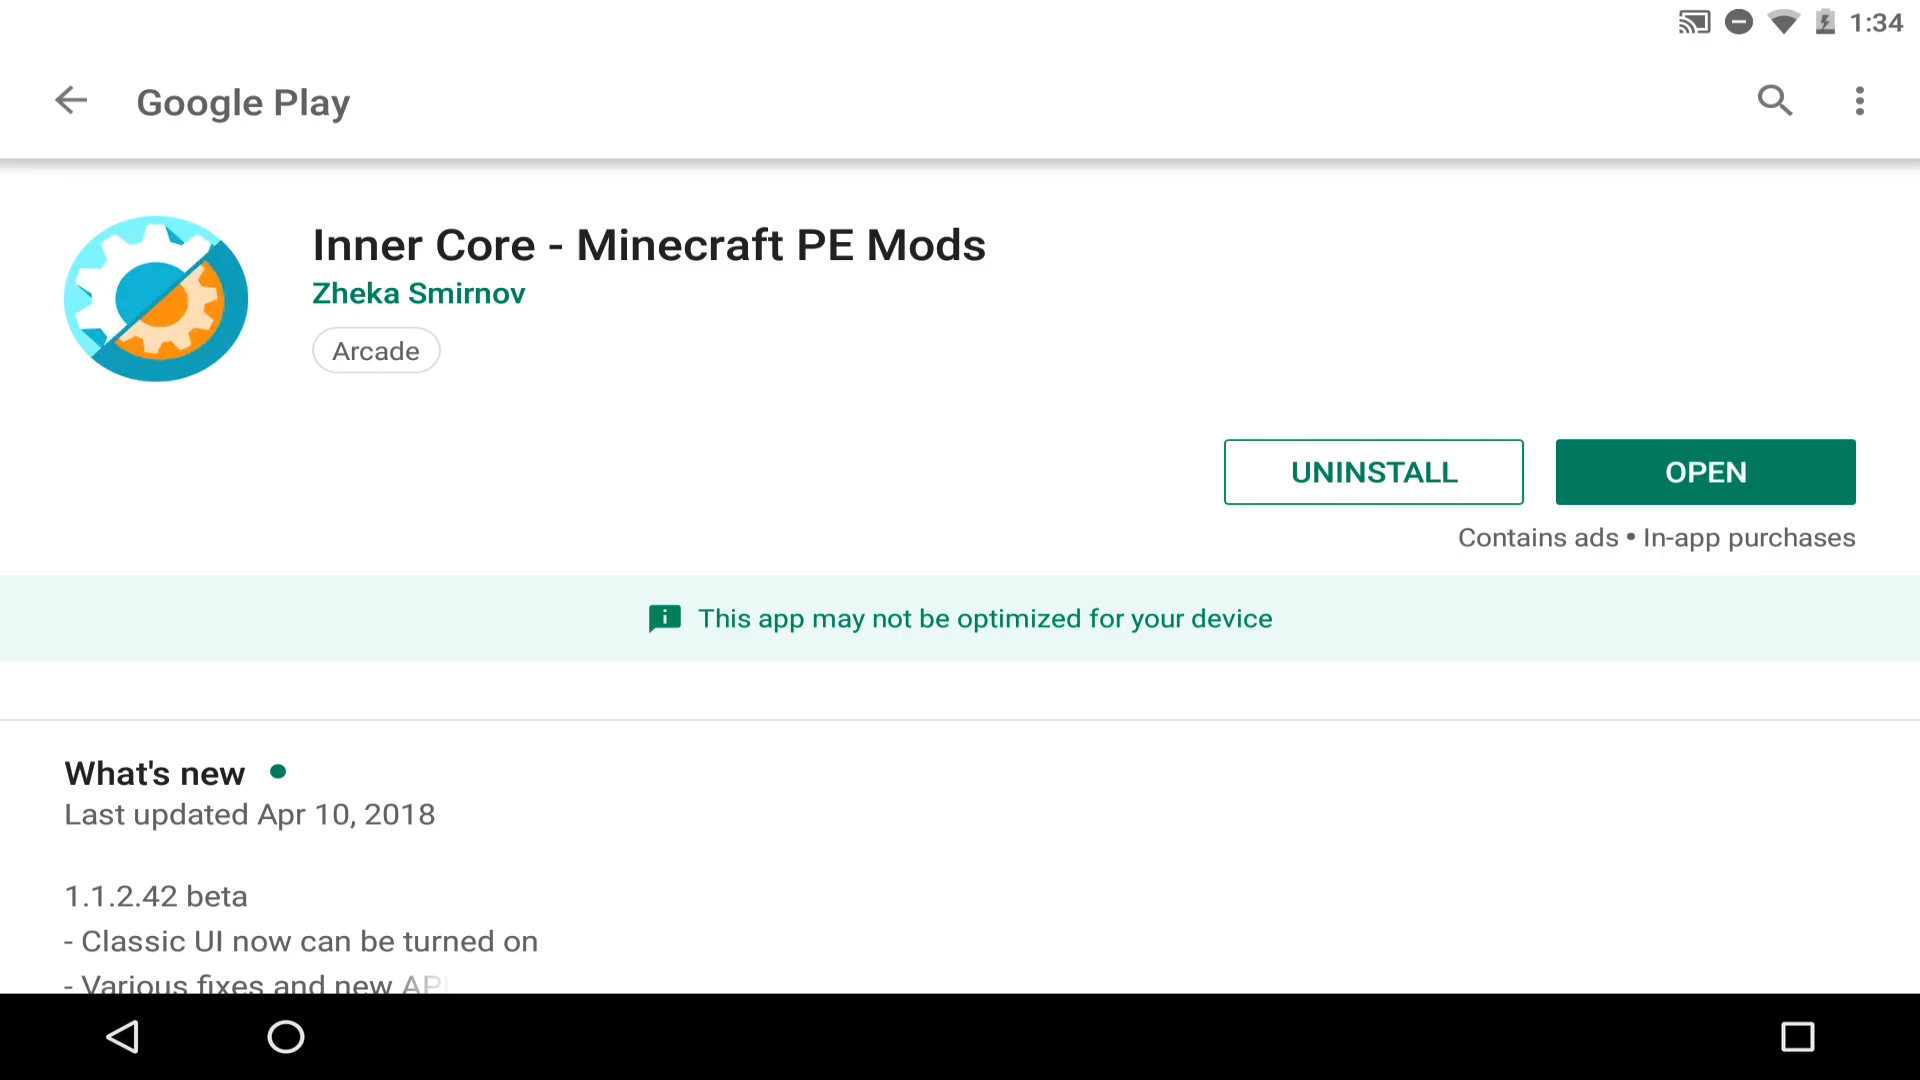 1:34
Google Play
Inner Core - Minecraft PE Mods
Zheka Smirnov
Arcade
UNINSTALL
OPEN
Contains ads • In-app purchases
This app may not be optimized for your device
What's new
Last updated Apr 10, 2018
1.1.2.42 beta
- Classic UI now can be turned on
- Various fixes and new API